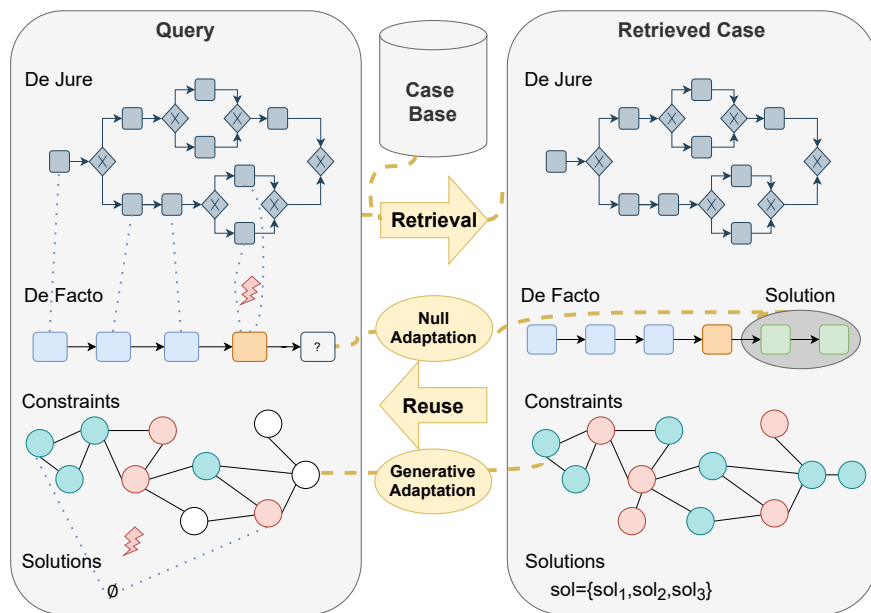 Query
De Jure
X
X
X
X
X
X
X
De Facto
?
Constraints
Solutions
∅
Case
Base
Retrieval
Null
Adaptation
Reuse
Generative
Adaptation
Retrieved Case
De Jure
X
X
X
X
X
X
De Facto
Solution
Constraints
Solutions
sol={sol₁,sol₂,sol₃}